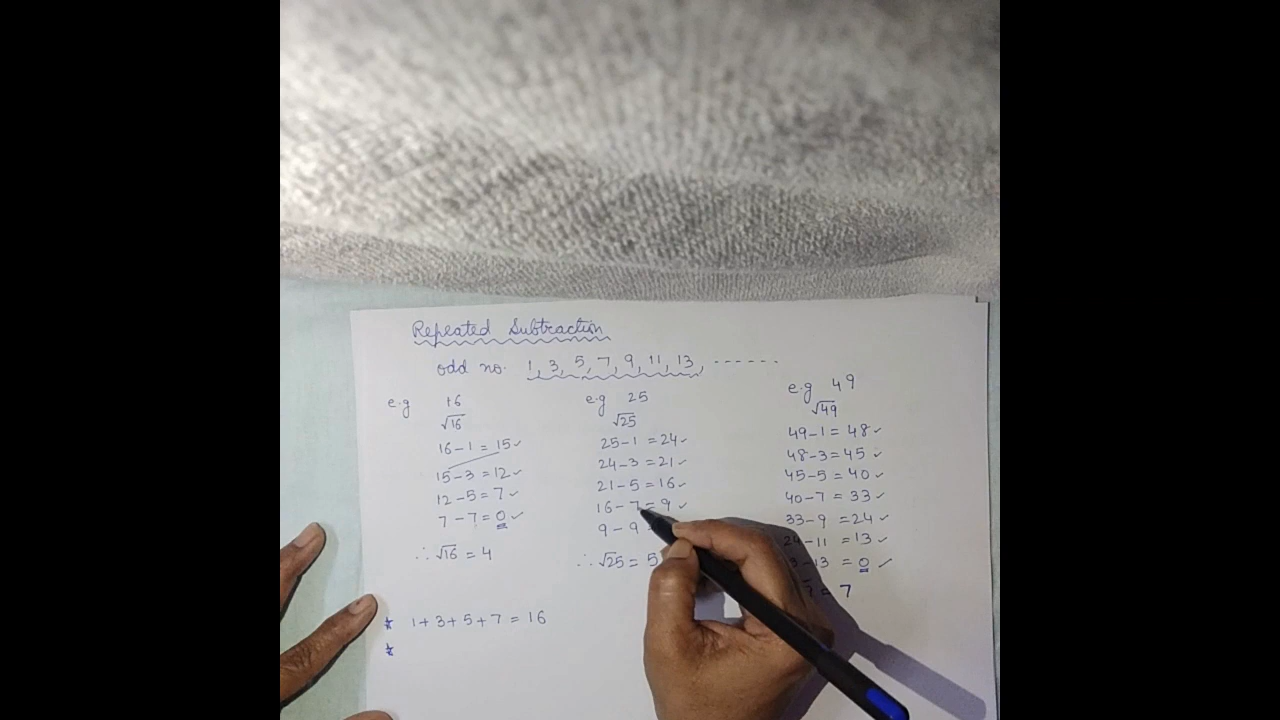 Repeated Subtraction
odd no. 1, 3, 5, 7, 9, 11, 13, ------
e.g 16
√16
16-1 = 15✓
15-3 = 12✓
12-5 = 7✓
7-7 = 0✓
∴ √16 = 4
e.g 25
√25
25-1 = 24✓
24-3 = 21✓
21-5 = 16✓
16-7 = 9✓
9-9
∴ √25 = 5
e.g 49
√49
49-1 = 48✓
48-3 = 45✓
45-5 = 40✓
40-7 = 33✓
33-9 = 24✓
24-11 = 13✓
3-13 = 0✓
= 7
* 1+3+5+7 = 16
*